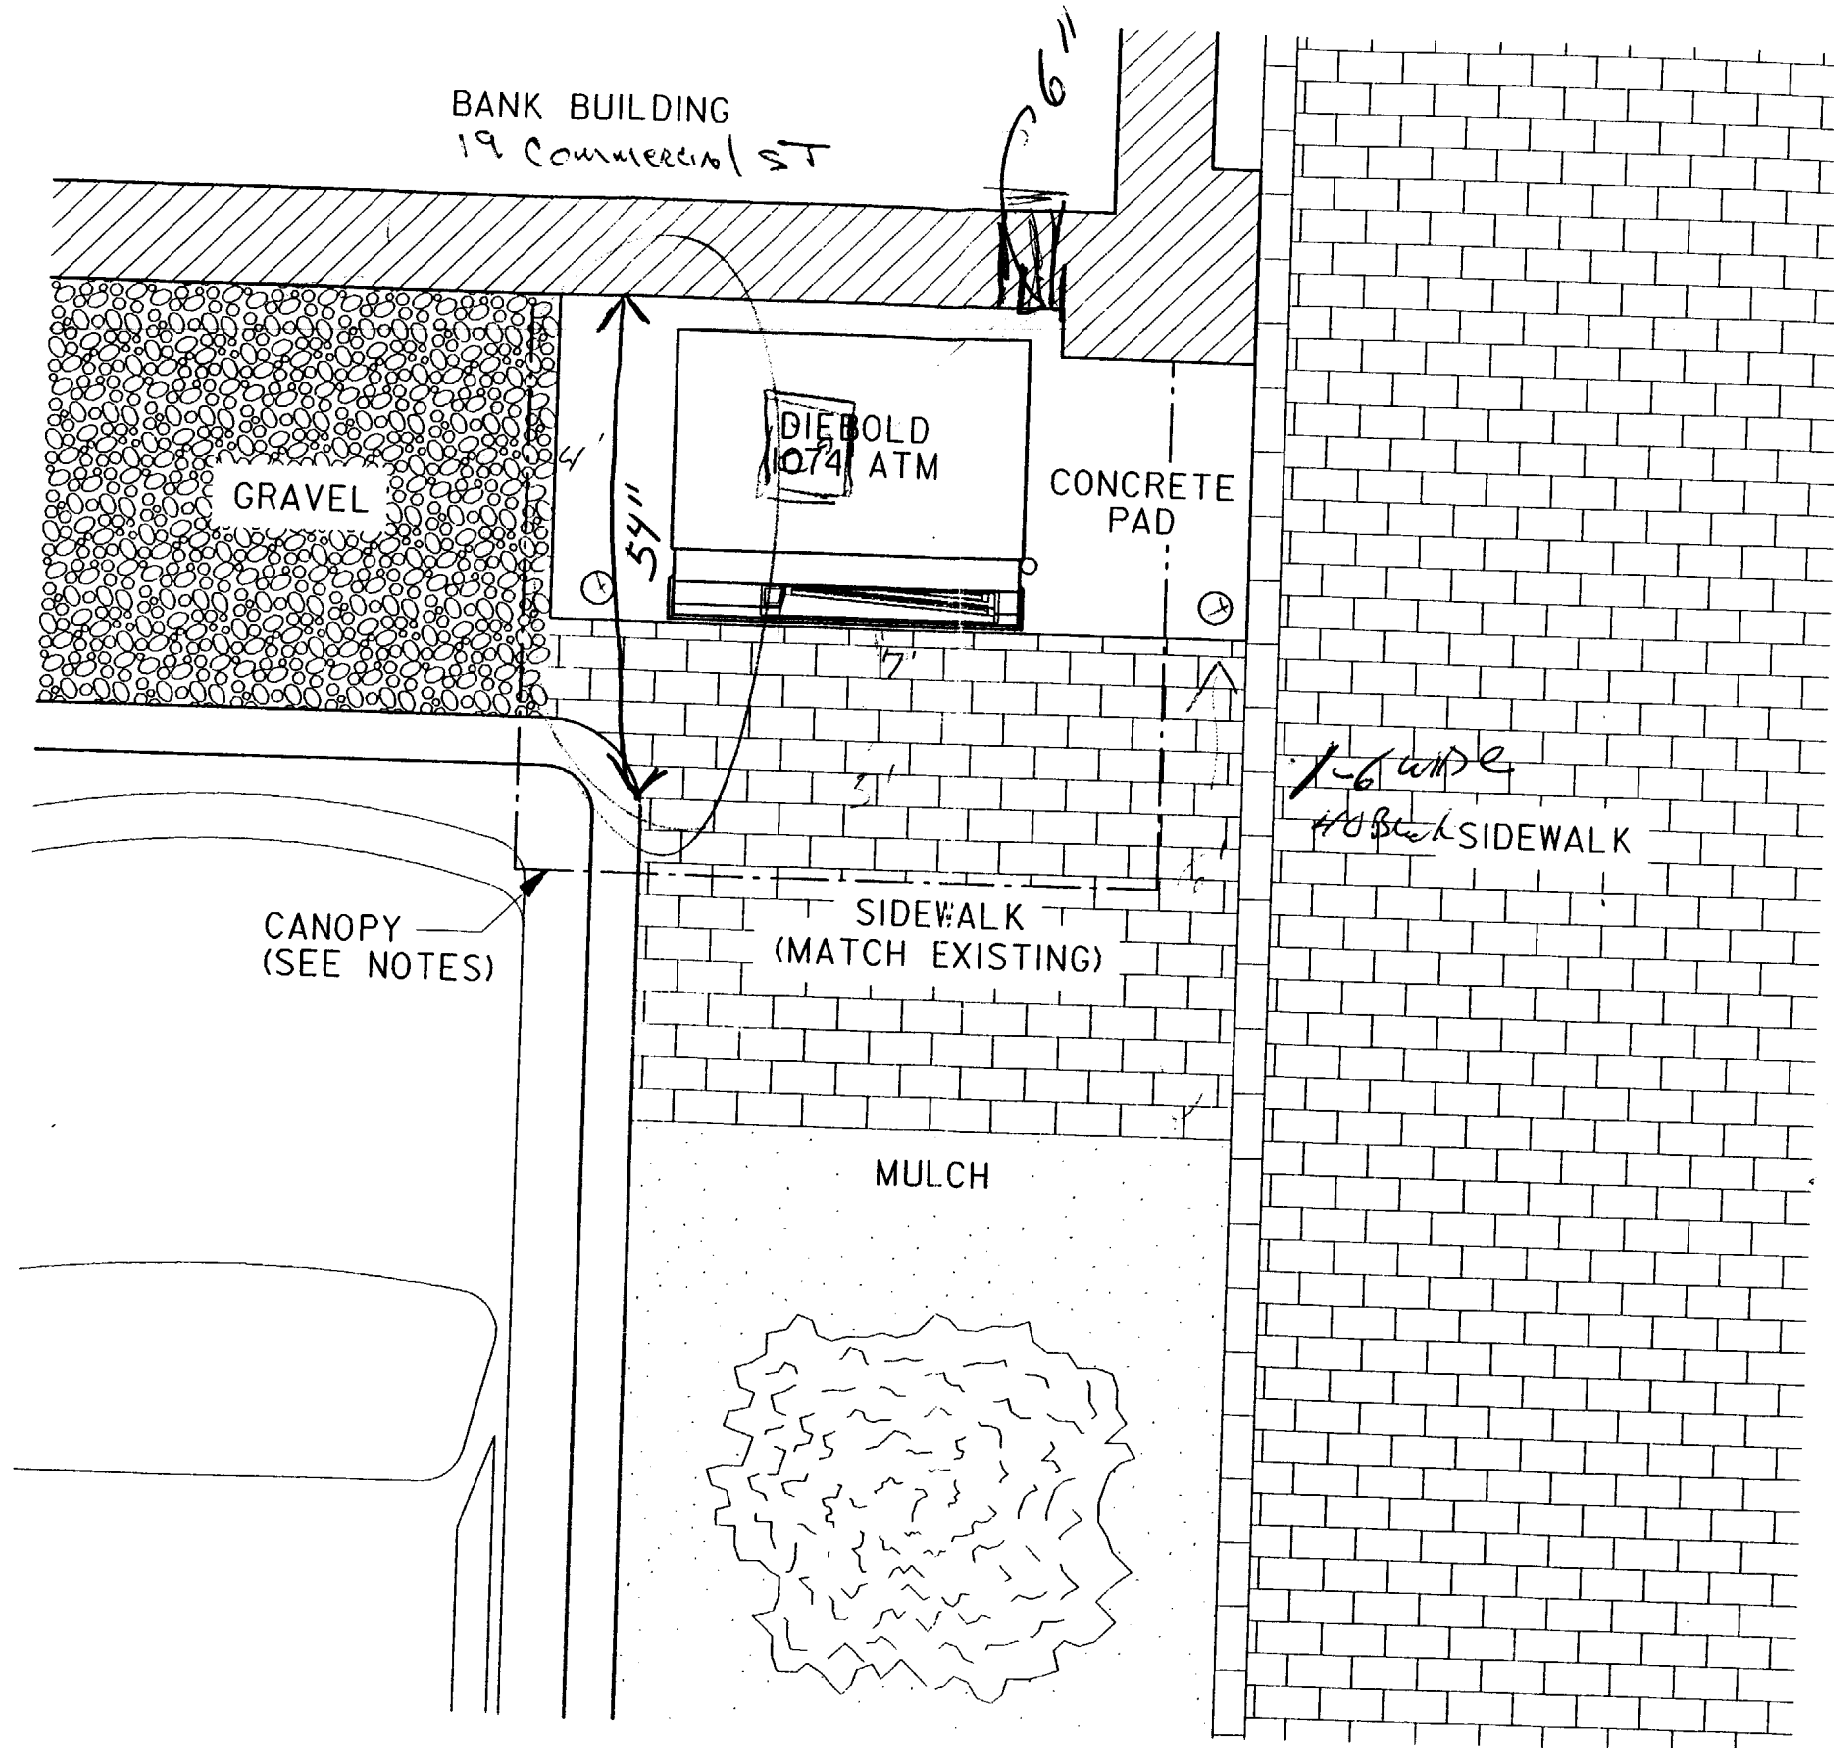 6"
BANK BUILDING
19 Commercial ST
DIEBOLD
1074 ATM
4'
54"
GRAVEL
CONCRETE
PAD
7'
3'
1-6 WIDE
SIDEWALK
CANOPY
(SEE NOTES)
SIDEWALK
(MATCH EXISTING)
MULCH